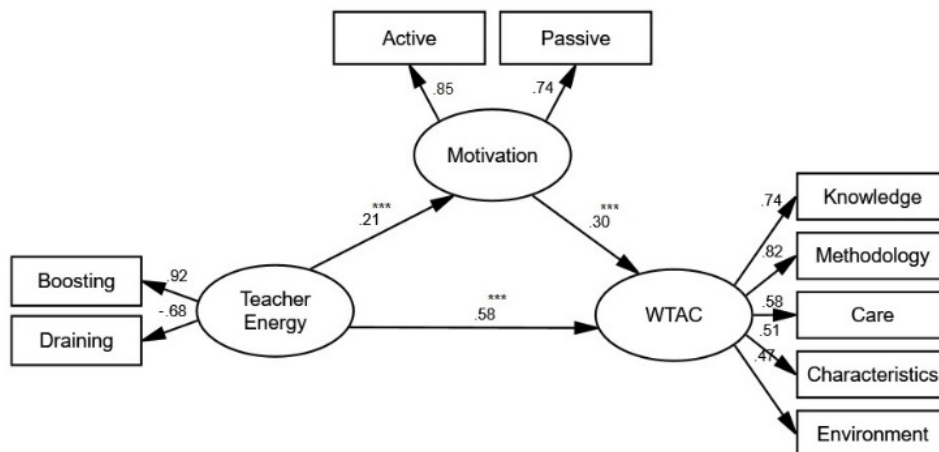 Active
Passive
.85
.74
Motivation
***
.21
***
.30
Knowledge
.74
Methodology
.82
Boosting
.92
Teacher
Energy
Draining
-.68
***
.58
WTAC
.58
Care
.51
Characteristics
.47
Environment